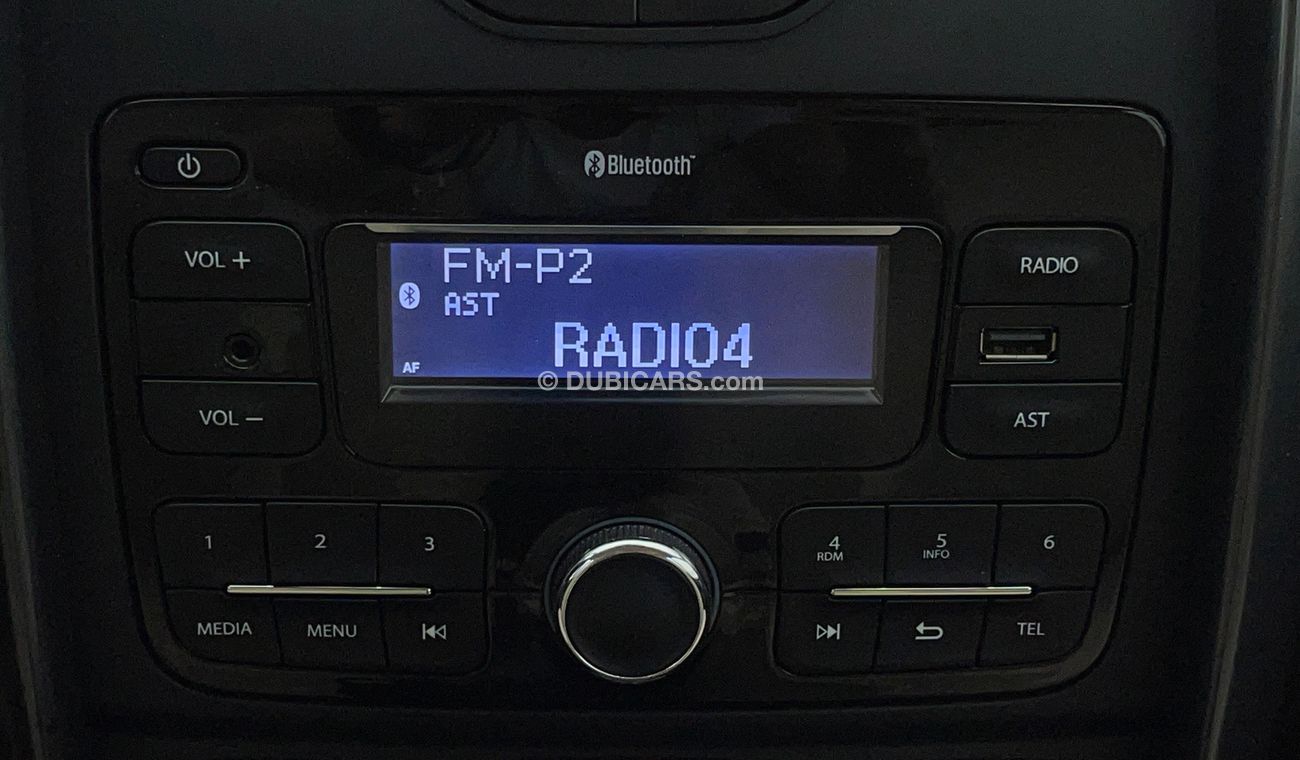 Bluetooth™
VOL +
FM-P2
RADIO
AST
RADIO4
AF
© DUBICARS.com
VOL –
AST
1
2
3
4
RDM
5
INFO
6
MEDIA
MENU
TEL